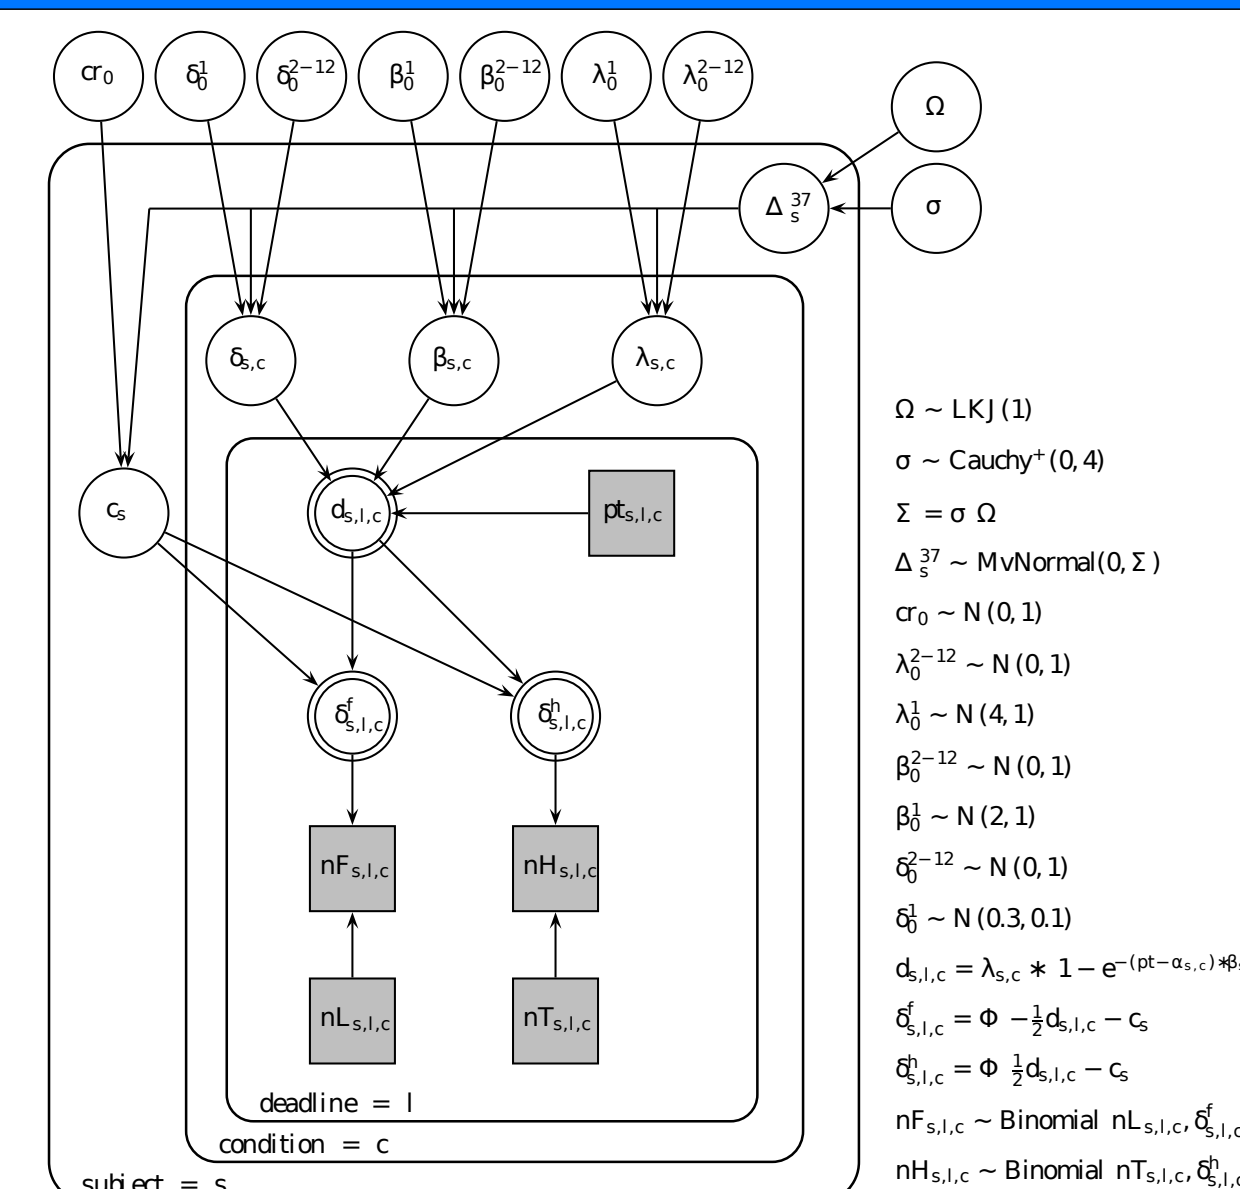 cr₀ δ₀¹ δ₀²⁻¹² β₀¹ β₀²⁻¹² λ₀¹ λ₀²⁻¹²
Ω
Δₛ³⁷ σ
δs,c βs,c λs,c
cₛ ds,l,c pts,l,c
δᶠs,l,c δʰs,l,c
nFs,l,c nHs,l,c
nLs,l,c nTs,l,c
deadline = l
condition = c
subject = s
Ω ~ LKJ(1)
σ ~ Cauchy⁺(0, 4)
Σ = σ Ω
Δₛ³⁷ ~ MvNormal(0, Σ )
cr₀ ~ N (0, 1)
λ₀²⁻¹² ~ N (0, 1)
λ₀¹ ~ N (4, 1)
β₀²⁻¹² ~ N (0, 1)
β₀¹ ~ N (2, 1)
δ₀²⁻¹² ~ N (0, 1)
δ₀¹ ~ N (0.3, 0.1)
ds,l,c = λs,c * 1 − e^−(pt−αs,c)*βs
δᶠs,l,c = Φ −½ds,l,c − cₛ
δʰs,l,c = Φ ½ds,l,c − cₛ
nFs,l,c ~ Binomial nLs,l,c, δᶠs,l,c
nHs,l,c ~ Binomial nTs,l,c, δʰs,l,c